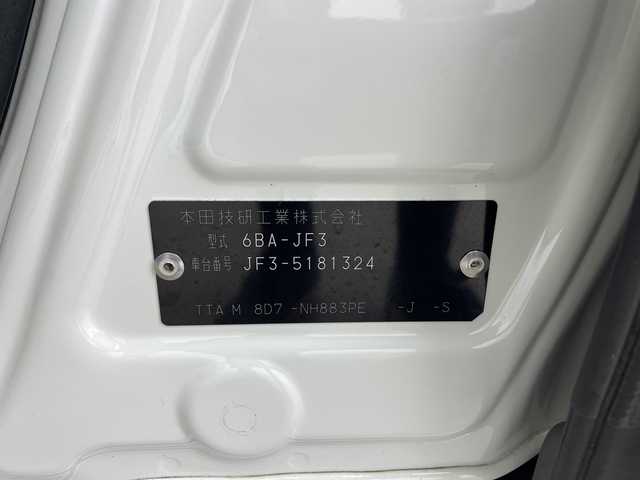 本田技研工業株式会社
型式 6BA-JF3
車台番号 JF3-5181324
TTA M 8D7 -NH883PE -J -S